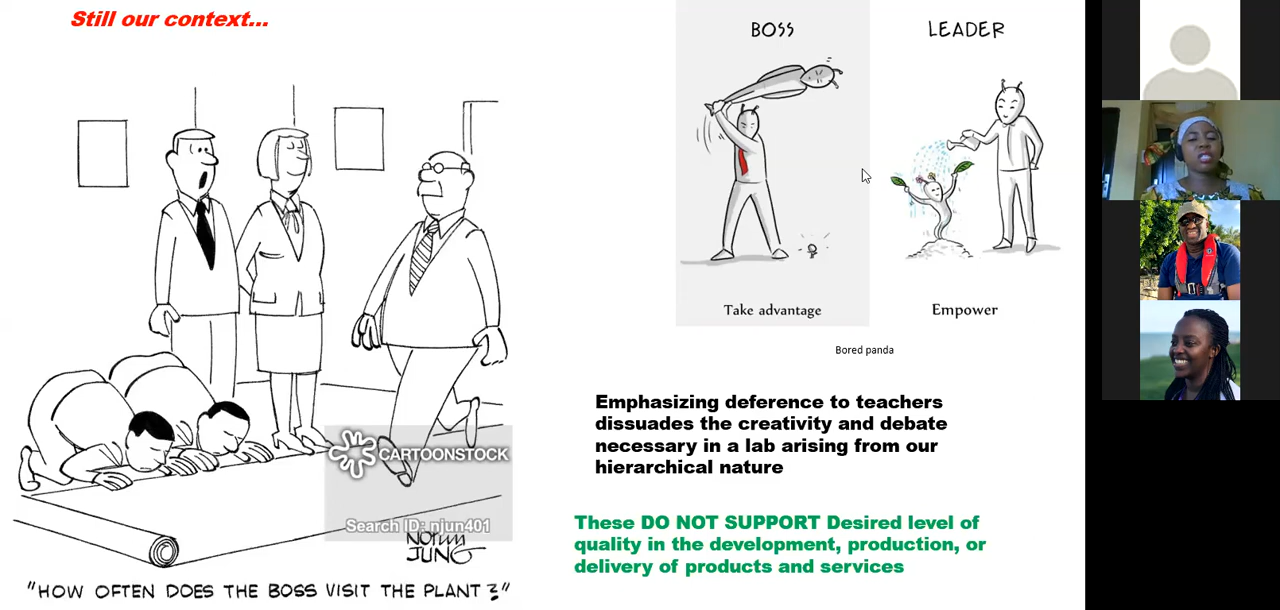 Still our context...
BOSS
LEADER
Take advantage
Empower
Bored panda
CARTOONSTOCK
Search ID: njun401
NORM
JUNG
"HOW OFTEN DOES THE BOSS VISIT THE PLANT?"
Emphasizing deference to teachers
dissuades the creativity and debate
necessary in a lab arising from our
hierarchical nature
These DO NOT SUPPORT Desired level of
quality in the development, production, or
delivery of products and services